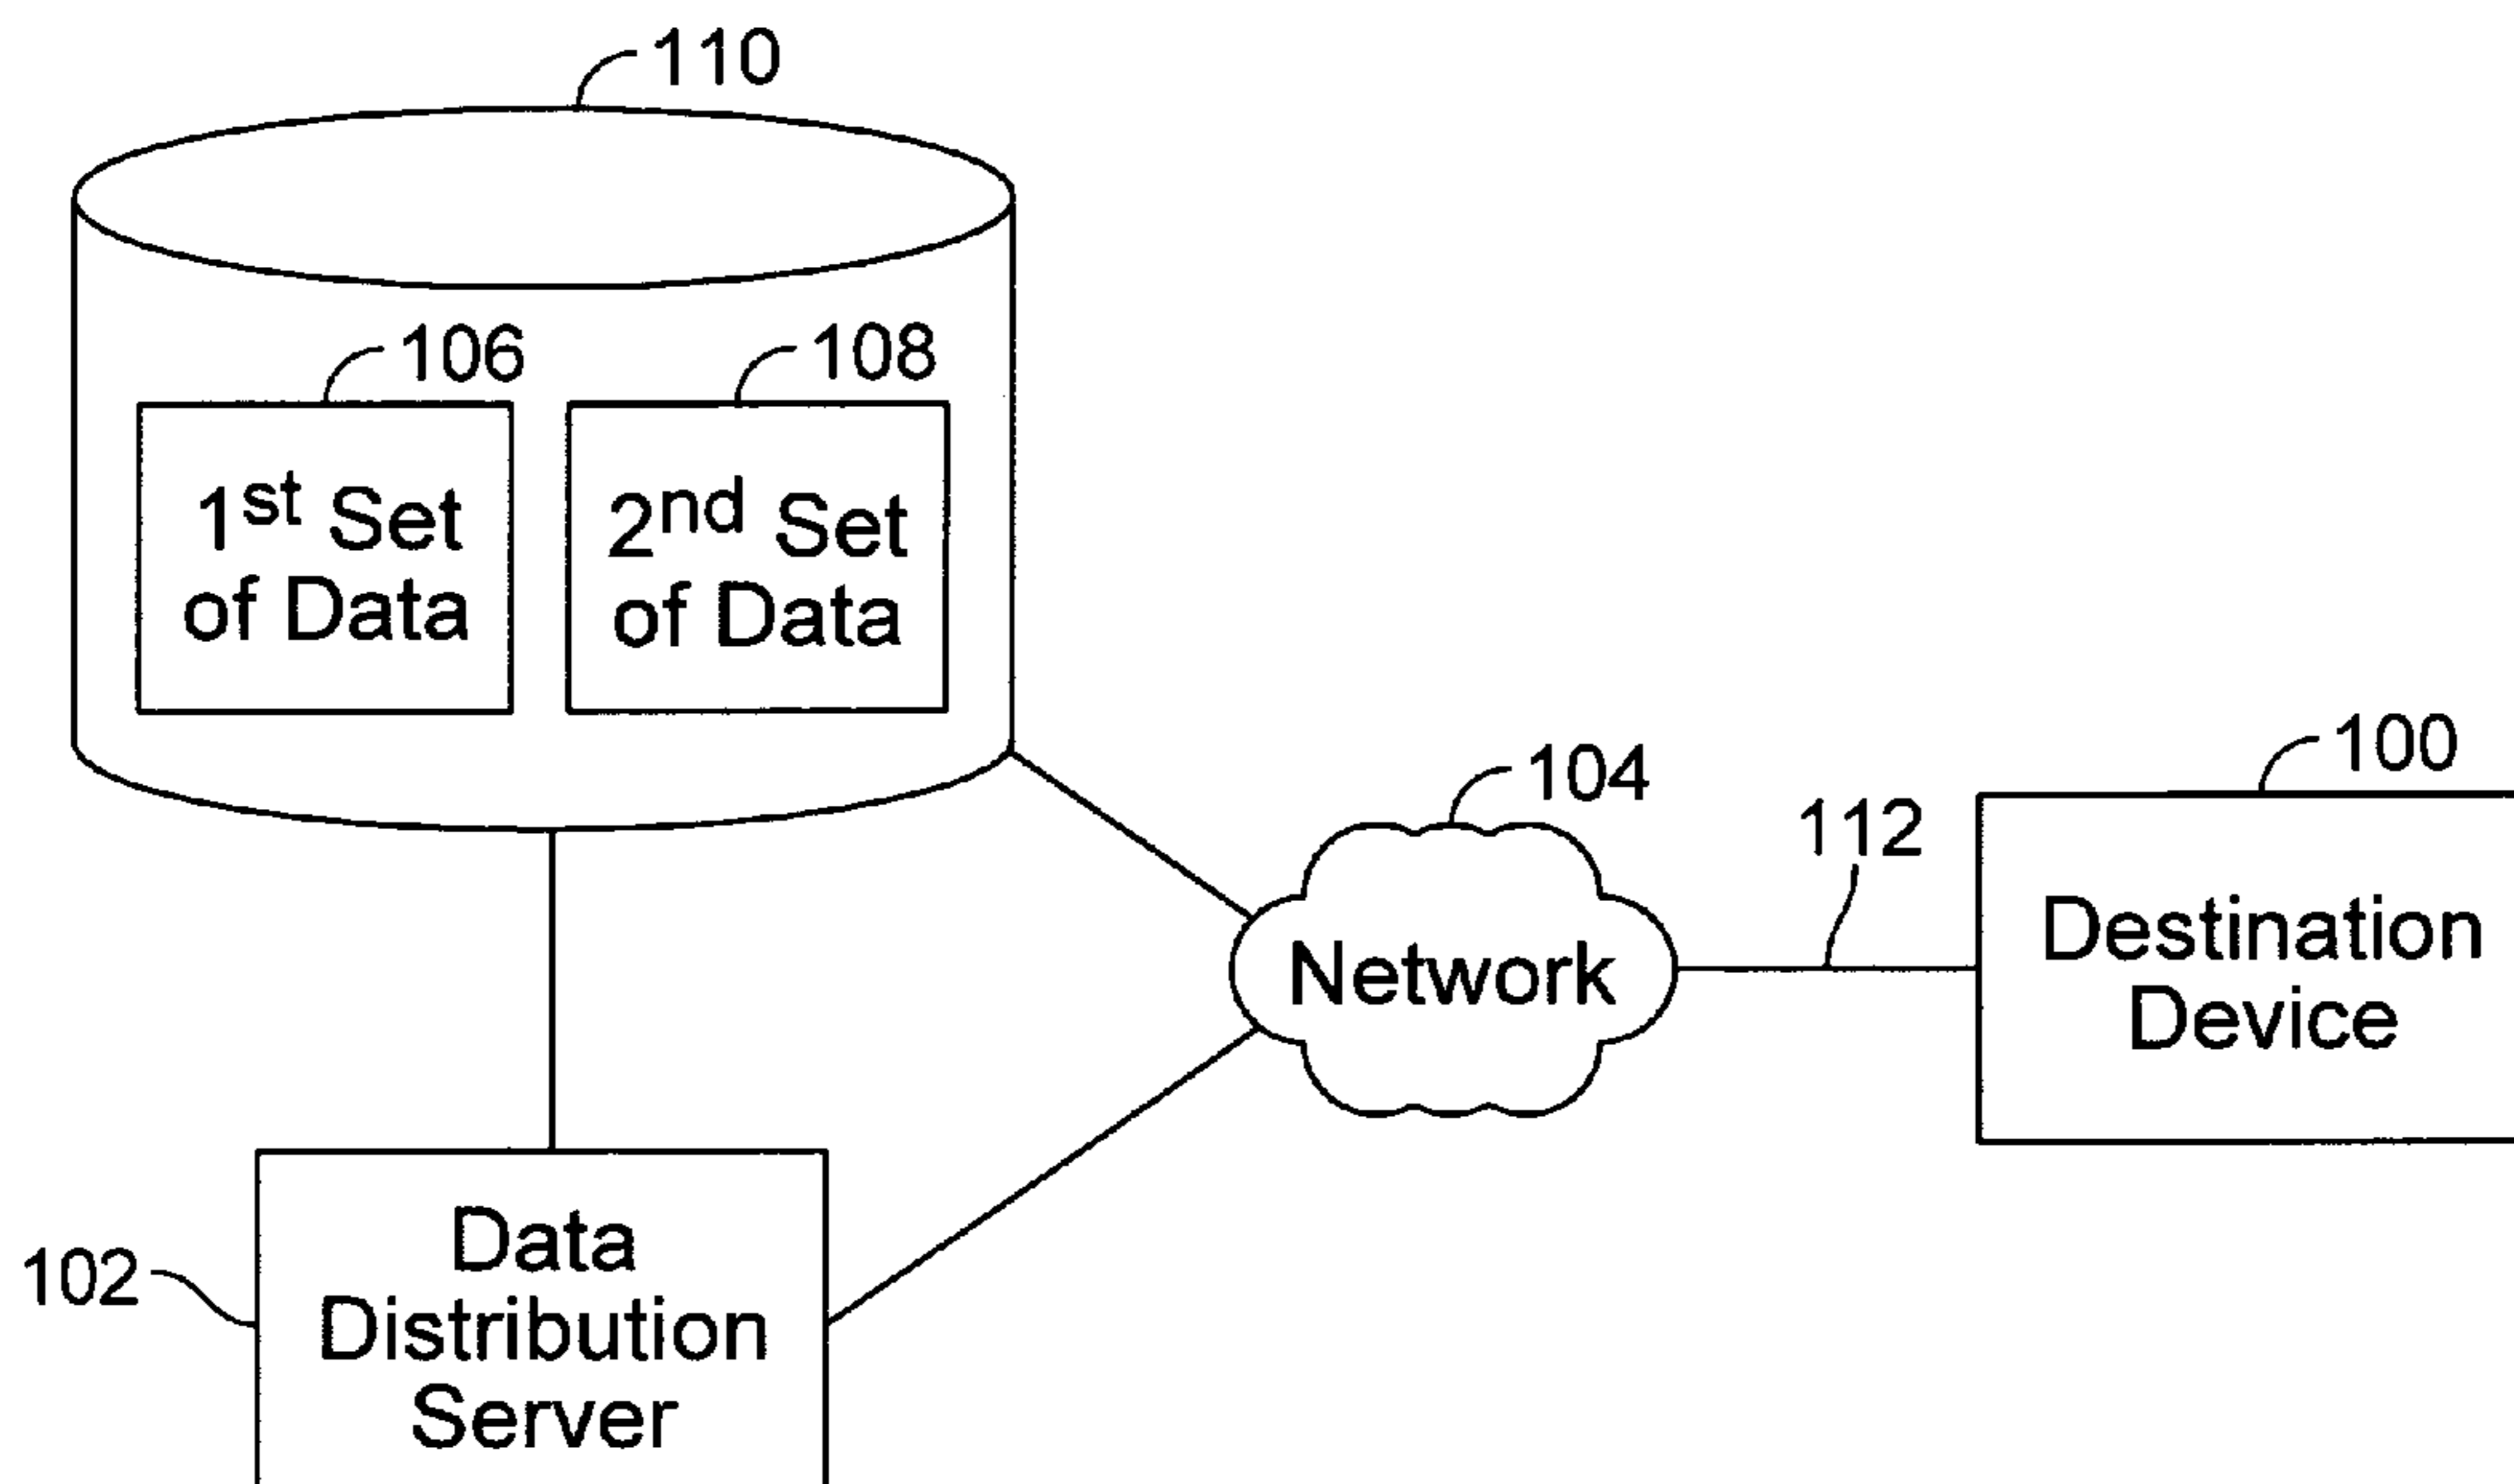 110
106
108
1st Set
of Data
2nd Set
of Data
104
100
112
Network
Destination
Device
102
Data
Distribution
Server